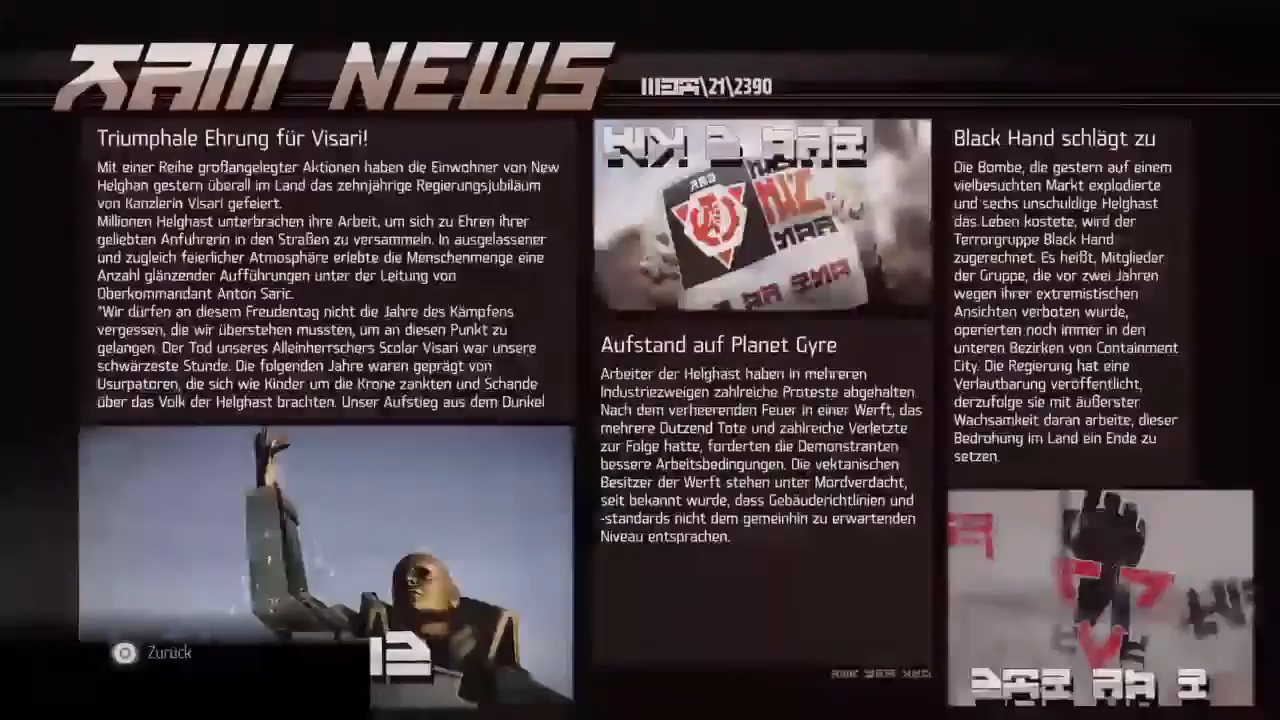 NEWS
\21\2390
Triumphale Ehrung für Visari!
Mit einer Reihe großangelegter Aktionen haben die Einwohner von New
Helghan gestern überall im Land das zehnjährige Regierungsjubiläum
von Kanzlerin Visari gefeiert.
Millionen Helghast unterbrachen ihre Arbeit, um sich zu Ehren ihrer
geliebten Anführerin in den Straßen zu versammeln. In ausgelassener
und zugleich feierlicher Atmosphäre erlebte die Menschenmenge eine
Anzahl glänzender Aufführungen unter der Leitung von
Oberkommandant Anton Saric.
"Wir dürfen an diesem Freudentag nicht die Jahre des Kämpfens
vergessen, die wir überstehen mussten, um an diesen Punkt zu
gelangen. Der Tod unseres Alleinherrschers Scolar Visari war unsere
schwärzeste Stunde. Die folgenden Jahre waren geprägt von
Usurpatoren, die sich wie Kinder um die Krone zankten und Schande
über das Volk der Helghast brachten. Unser Aufstieg aus dem Dunkel
Zurück
Aufstand auf Planet Gyre
Arbeiter der Helghast haben in mehreren
Industriezweigen zahlreiche Proteste abgehalten.
Nach dem verheerenden Feuer in einer Werft, das
mehrere Dutzend Tote und zahlreiche Verletzte
zur Folge hatte, forderten die Demonstranten
bessere Arbeitsbedingungen. Die vektanischen
Besitzer der Werft stehen unter Mordverdacht,
seit bekannt wurde, dass Gebäuderichtlinien und
-standards nicht dem gemeinhin zu erwartenden
Niveau entsprachen.
Black Hand schlägt zu
Die Bombe, die gestern auf einem
vielbesuchten Markt explodierte
und sechs unschuldige Helghast
das Leben kostete, wird der
Terrorgruppe Black Hand
zugerechnet. Es heißt, Mitglieder
der Gruppe, die vor zwei Jahren
wegen ihrer extremistischen
Ansichten verboten wurde,
operierten noch immer in den
unteren Bezirken von Containment
City. Die Regierung hat eine
Verlautbarung veröffentlicht,
derzufolge sie mit äußerster
Wachsamkeit daran arbeite, dieser
Bedrohung im Land ein Ende zu
setzen.